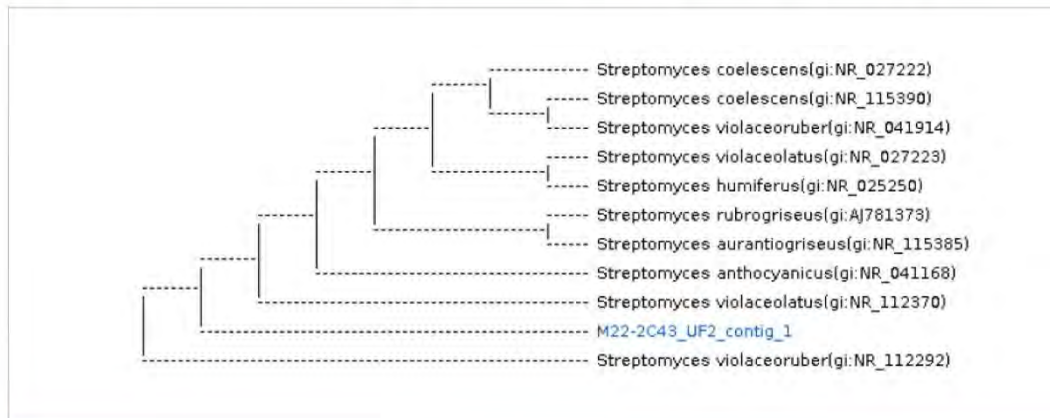 Streptomyces coelescens(gi:NR_027222)
Streptomyces coelescens(gi:NR_115390)
Streptomyces violaceoruber(gi:NR_041914)
Streptomyces violaceolatus(gi:NR_027223)
Streptomyces humiferus(gi:NR_025250)
Streptomyces rubrogriseus(gi:AJ781373)
Streptomyces aurantiogriseus(gi:NR_115385)
Streptomyces anthocyanicus(gi:NR_041168)
Streptomyces violaceolatus(gi:NR_112370)
M22-2C43_UF2_contig_1
Streptomyces violaceoruber(gi:NR_112292)